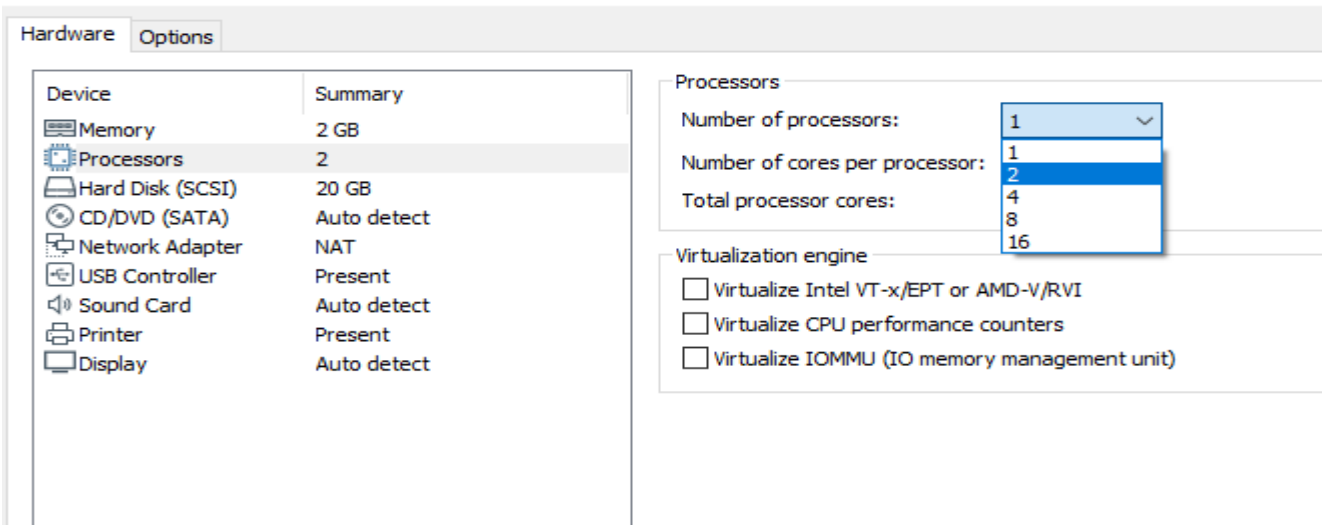 Hardware Options
Device Summary
Memory 2 GB
Processors 2
Hard Disk (SCSI) 20 GB
CD/DVD (SATA) Auto detect
Network Adapter NAT
USB Controller Present
Sound Card Auto detect
Printer Present
Display Auto detect
Processors
Number of processors: 1
Number of cores per processor:
Total processor cores:
1
2
4
8
16
Virtualization engine
Virtualize Intel VT-x/EPT or AMD-V/RVI
Virtualize CPU performance counters
Virtualize IOMMU (IO memory management unit)